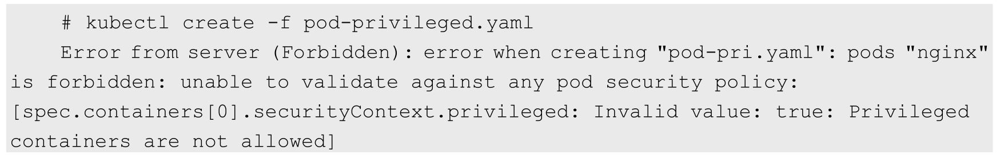 # kubectl create -f pod-privileged.yaml
Error from server (Forbidden): error when creating "pod-pri.yaml": pods "nginx"
is forbidden: unable to validate against any pod security policy:
[spec.containers[0].securityContext.privileged: Invalid value: true: Privileged
containers are not allowed]